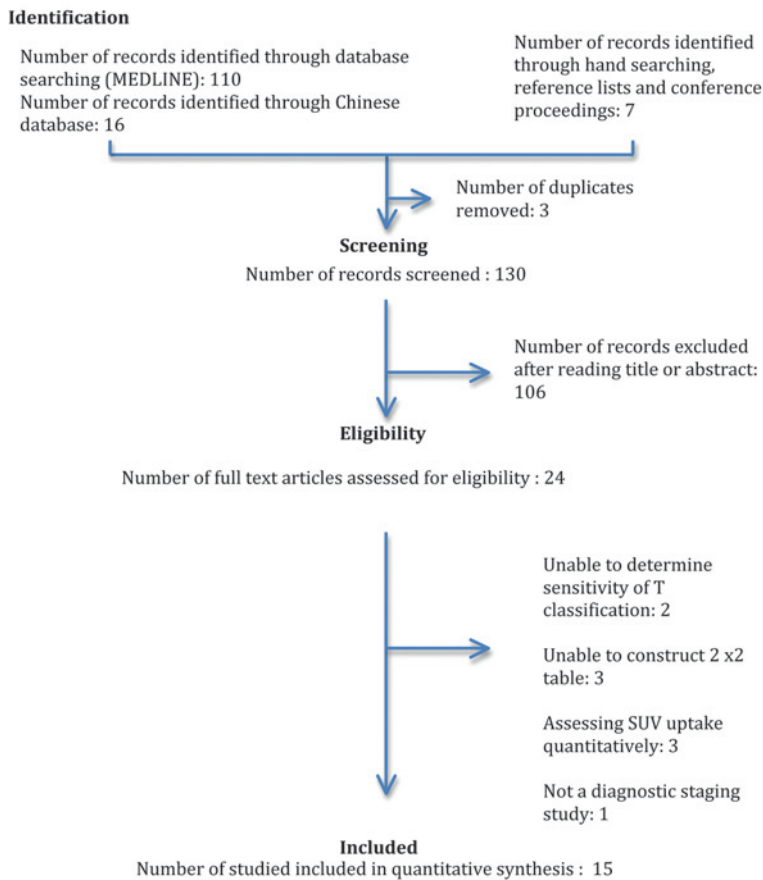 Identification
Number of records identified through database
searching (MEDLINE): 110
Number of records identified through Chinese
database: 16
Number of records identified
through hand searching,
reference lists and conference
proceedings: 7
Number of duplicates
removed: 3
Screening
Number of records screened : 130
Number of records excluded
after reading title or abstract:
106
Eligibility
Number of full text articles assessed for eligibility : 24
Unable to determine
sensitivity of T
classification: 2
Unable to construct 2 x2
table: 3
Assessing SUV uptake
quantitatively: 3
Not a diagnostic staging
study: 1
Included
Number of studied included in quantitative synthesis : 15